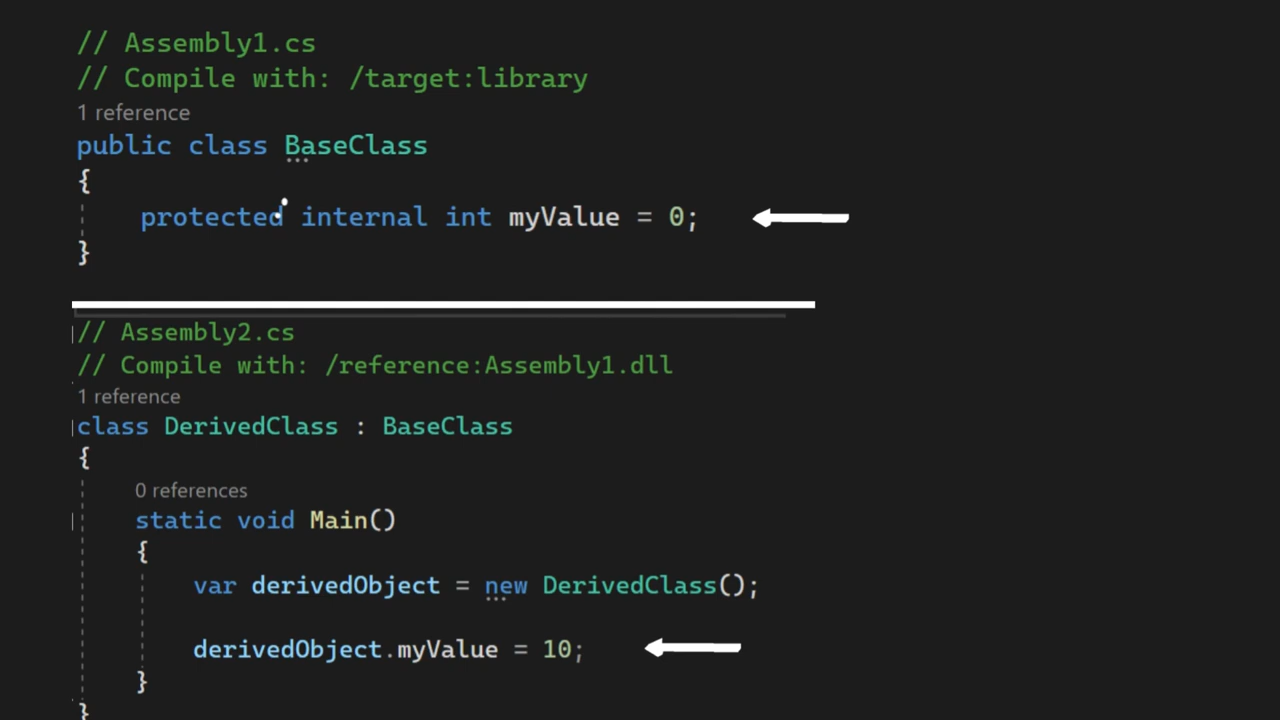 // Assembly1.cs
// Compile with: /target:library
1 reference
public class BaseClass
{
protected internal int myValue = 0;
}
// Assembly2.cs
// Compile with: /reference:Assembly1.dll
1 reference
class DerivedClass : BaseClass
{
0 references
static void Main()
{
var derivedObject = new DerivedClass();
derivedObject.myValue = 10;
}
}